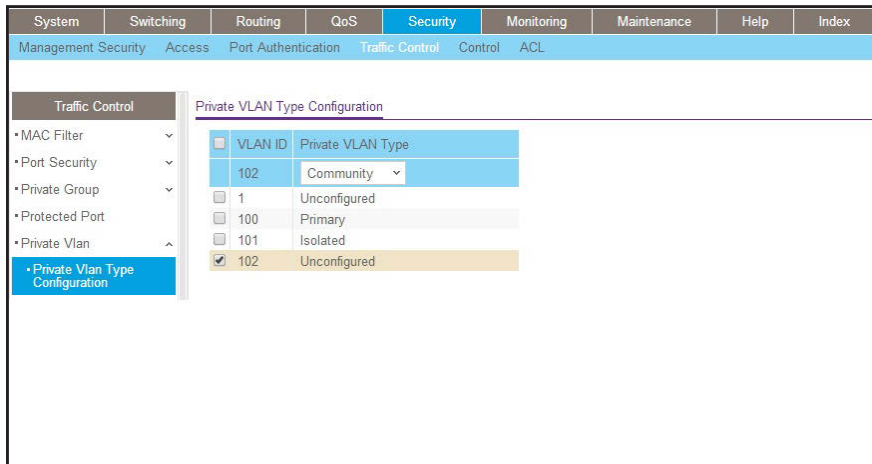 System Switching Routing QoS Security Monitoring Maintenance Help Index
Management Security Access Port Authentication Traffic Control Control ACL
Traffic Control
MAC Filter
Port Security
Private Group
Protected Port
Private Vlan
Private Vlan Type
Configuration
Private VLAN Type Configuration
VLAN ID Private VLAN Type
102 Community
1 Unconfigured
100 Primary
101 Isolated
102 Unconfigured